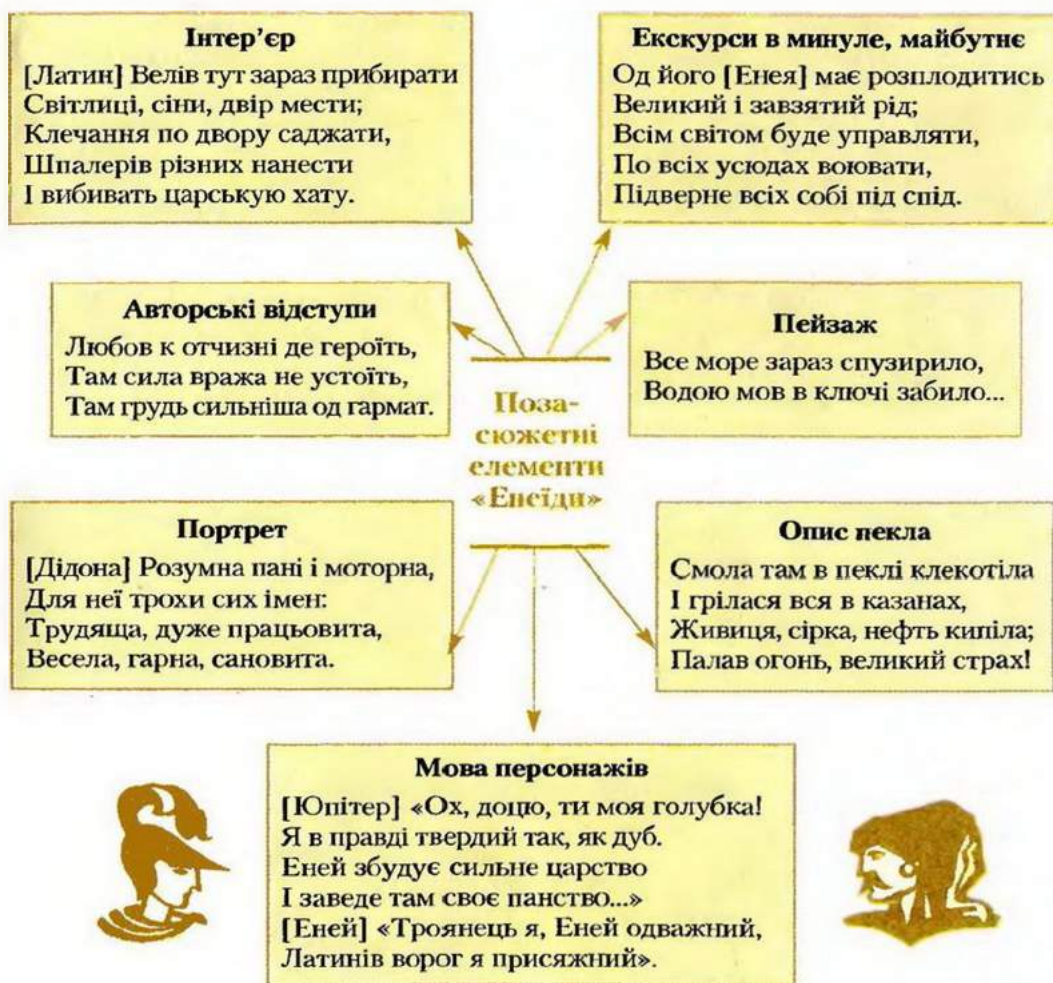 Інтер’єр
[Латин] Велів тут зараз прибирати
Світлиці, сіни, двір мести;
Клечання по двору саджати,
Шпалерів різних нанести
І вибивать царськую хату.
Екскурси в минуле, майбутнє
Од його [Енея] має розплодитись
Великий і завзятий рід;
Всім світом буде управляти,
По всіх усюдах воювати,
Підверне всіх собі під спід.
Авторські відступи
Любов к отчизні де героїть,
Там сила вража не устоїть,
Там грудь сильніша од гармат.
Пейзаж
Все море зараз спузирило,
Водою мов в ключі забило...
Поза-
сюжетні
елементи
«Енеїди»
Портрет
[Дідона] Розумна пані і моторна,
Для неї трохи сих імен:
Трудяща, дуже працьовита,
Весела, гарна, сановита.
Опис пекла
Смола там в пеклі клекотіла
І грілася вся в казанах,
Живиця, сірка, нефть кипіла;
Палав огонь, великий страх!
Мова персонажів
[Юпітер] «Ох, доцю, ти моя голубка!
Я в правді твердий так, як дуб.
Еней збудує сильне царство
І заведе там своє панство...»
[Еней] «Троянець я, Еней одважний,
Латинів ворог я присяжний».